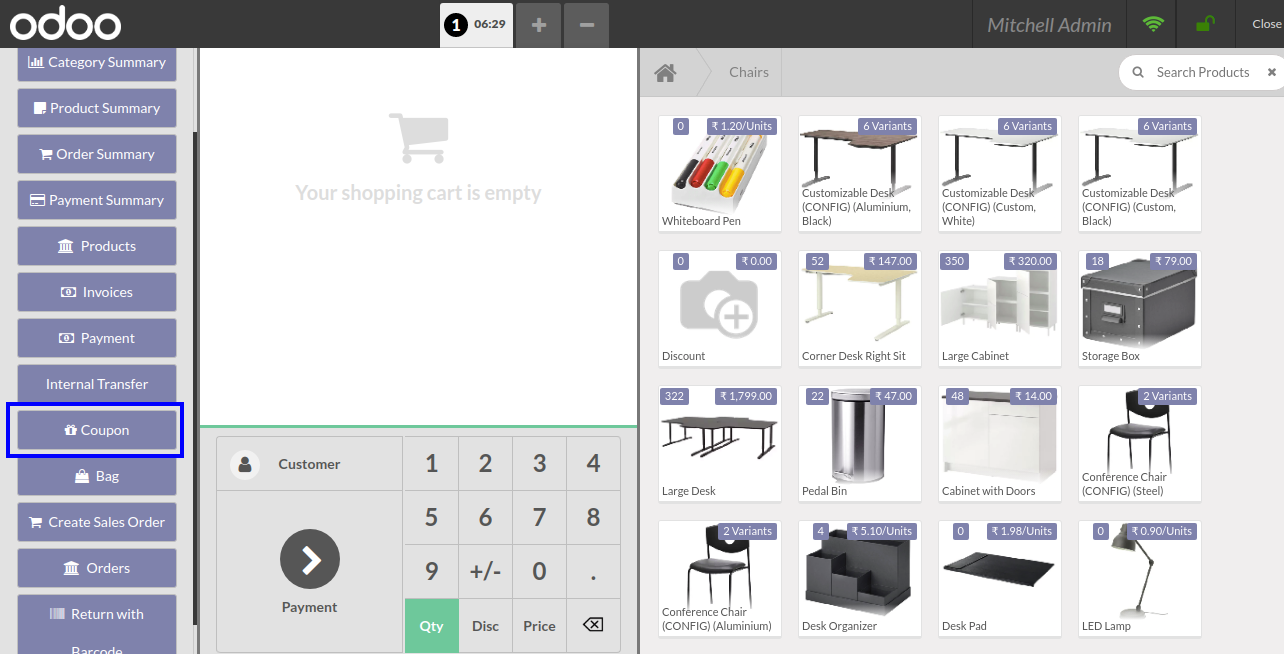 odoo
1 06:29
Mitchell Admin
Close
Category Summary
Product Summary
Order Summary
Payment Summary
Products
Invoices
Payment
Internal Transfer
Coupon
Bag
Create Sales Order
Orders
Return with
Barcode
Your shopping cart is empty
Customer
Payment
1 2 3 4
5 6 7 8
9 +/- 0 .
Qty Disc Price
Chairs
Search Products
0 ₹ 1.20/Units
Whiteboard Pen
6 Variants
Customizable Desk
(CONFIG) (Aluminium,
Black)
6 Variants
Customizable Desk
(CONFIG) (Custom,
White)
6 Variants
Customizable Desk
(CONFIG) (Custom,
Black)
0 ₹ 0.00
Discount
52 ₹ 147.00
Corner Desk Right Sit
350 ₹ 320.00
Large Cabinet
18 ₹ 79.00
Storage Box
322 ₹ 1,799.00
Large Desk
22 ₹ 47.00
Pedal Bin
48 ₹ 14.00
Cabinet with Doors
2 Variants
Conference Chair
(CONFIG) (Steel)
2 Variants
Conference Chair
(CONFIG) (Aluminium)
4 ₹ 5.10/Units
Desk Organizer
0 ₹ 1.98/Units
Desk Pad
0 ₹ 0.90/Units
LED Lamp